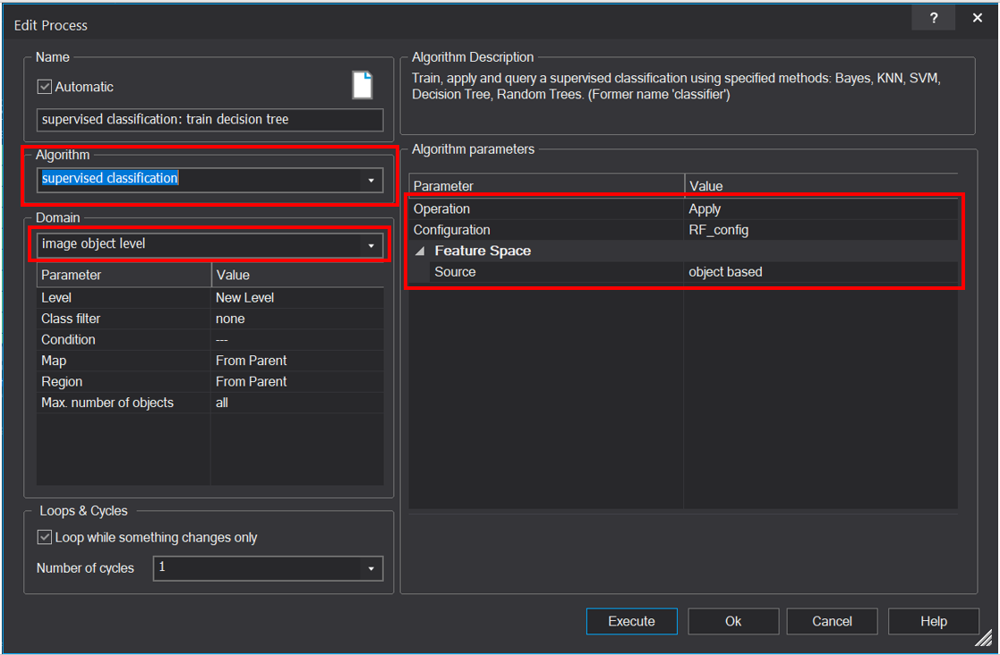 Edit Process
?
Name
Automatic
supervised classification: train decision tree
Algorithm
supervised classification
Domain
image object level
Parameter Value
Level New Level
Class filter none
Condition ---
Map From Parent
Region From Parent
Max. number of objects all
Loops & Cycles
Loop while something changes only
Number of cycles 1
Algorithm Description
Train, apply and query a supervised classification using specified methods: Bayes, KNN, SVM,
Decision Tree, Random Trees. (Former name 'classifier')
Algorithm parameters
Parameter Value
Operation Apply
Configuration RF_config
Feature Space
Source object based
Execute Ok Cancel Help